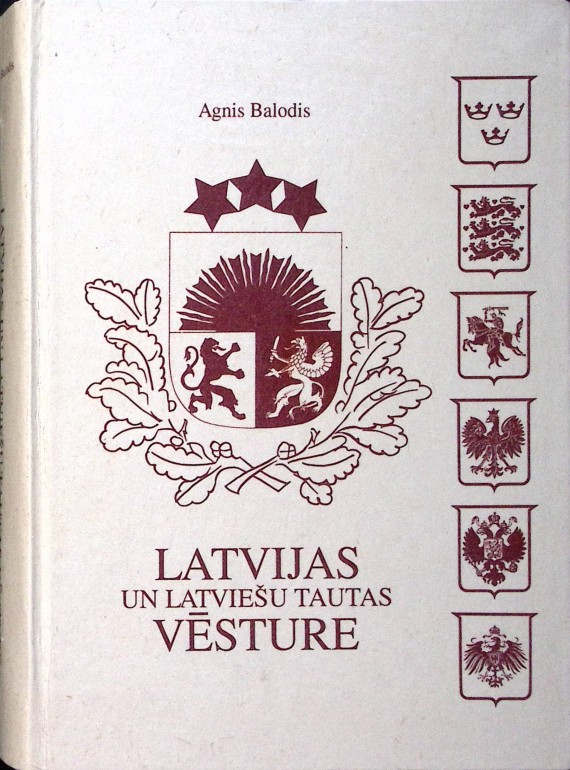 Agnis Balodis
LATVIJAS
UN LATVIEŠU TAUTAS
VĒSTURE